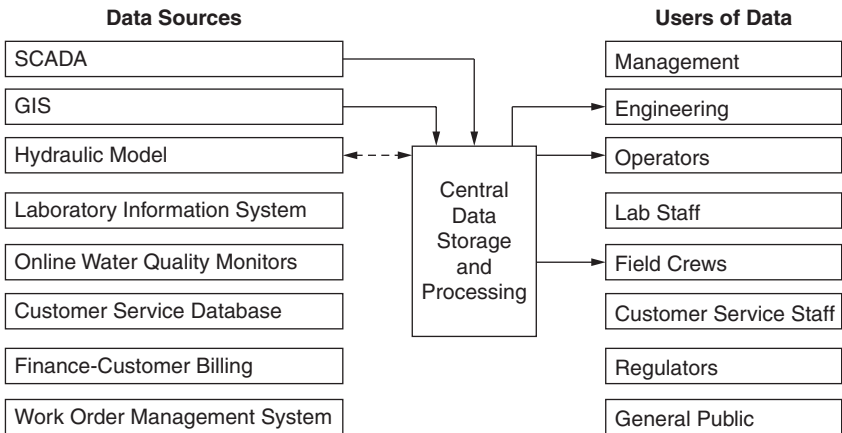 Data Sources
Users of Data
SCADA
GIS
Hydraulic Model
Laboratory Information System
Online Water Quality Monitors
Customer Service Database
Finance-Customer Billing
Work Order Management System
Central
Data
Storage
and
Processing
Management
Engineering
Operators
Lab Staff
Field Crews
Customer Service Staff
Regulators
General Public